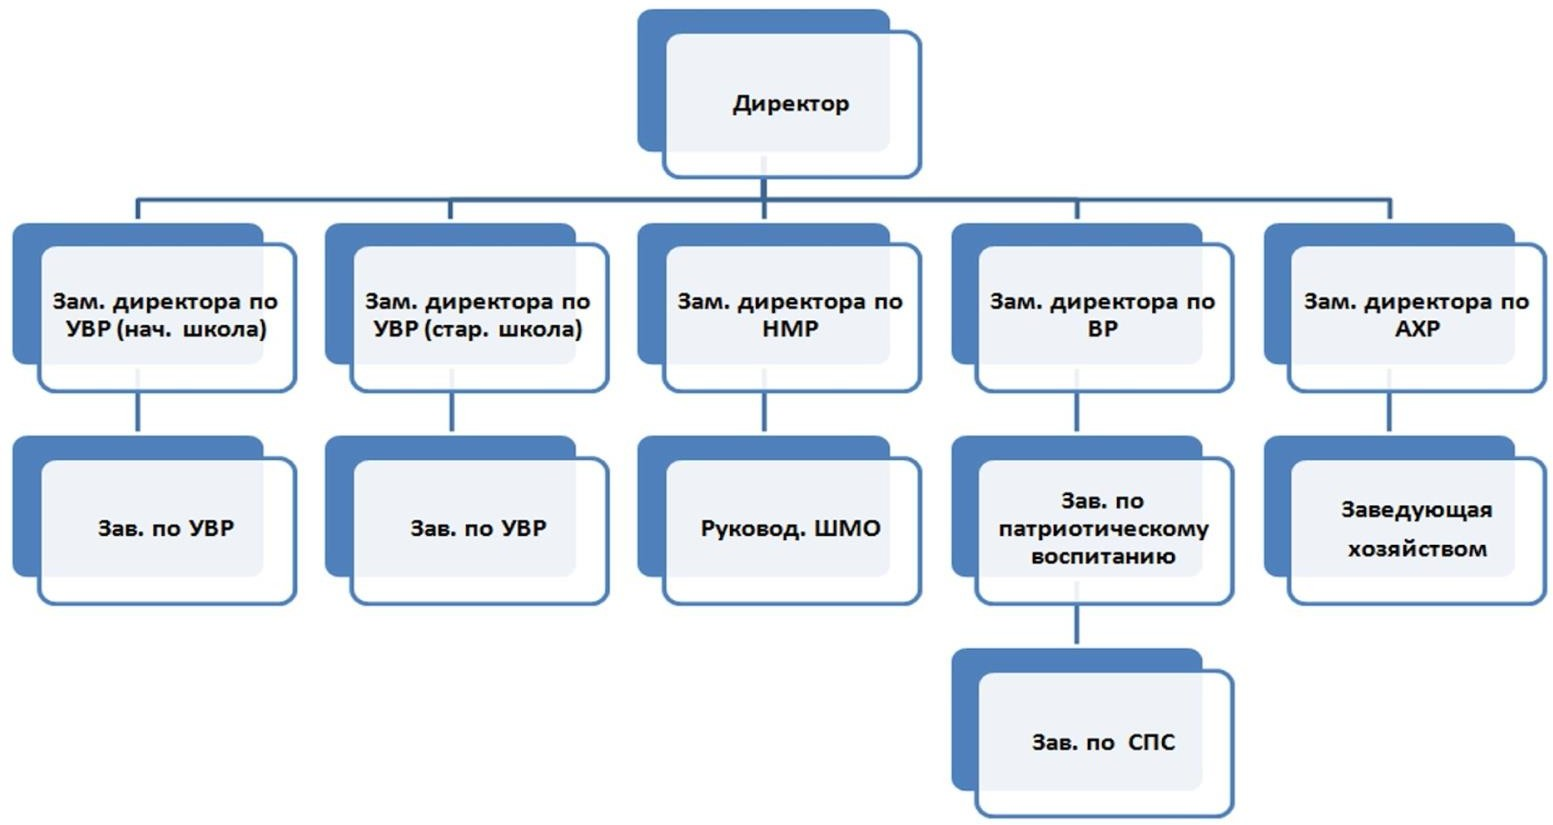 Директор
Зам. директора по
УВР (нач. школа)
Зам. директора по
УВР (стар. школа)
Зам. директора по
НМР
Зам. директора по
ВР
Зам. директора по
АХР
Зав. по УВР
Зав. по УВР
Руковод. ШМО
Зав. по
патриотическому
воспитанию
Заведующая
хозяйством
Зав. по СПС